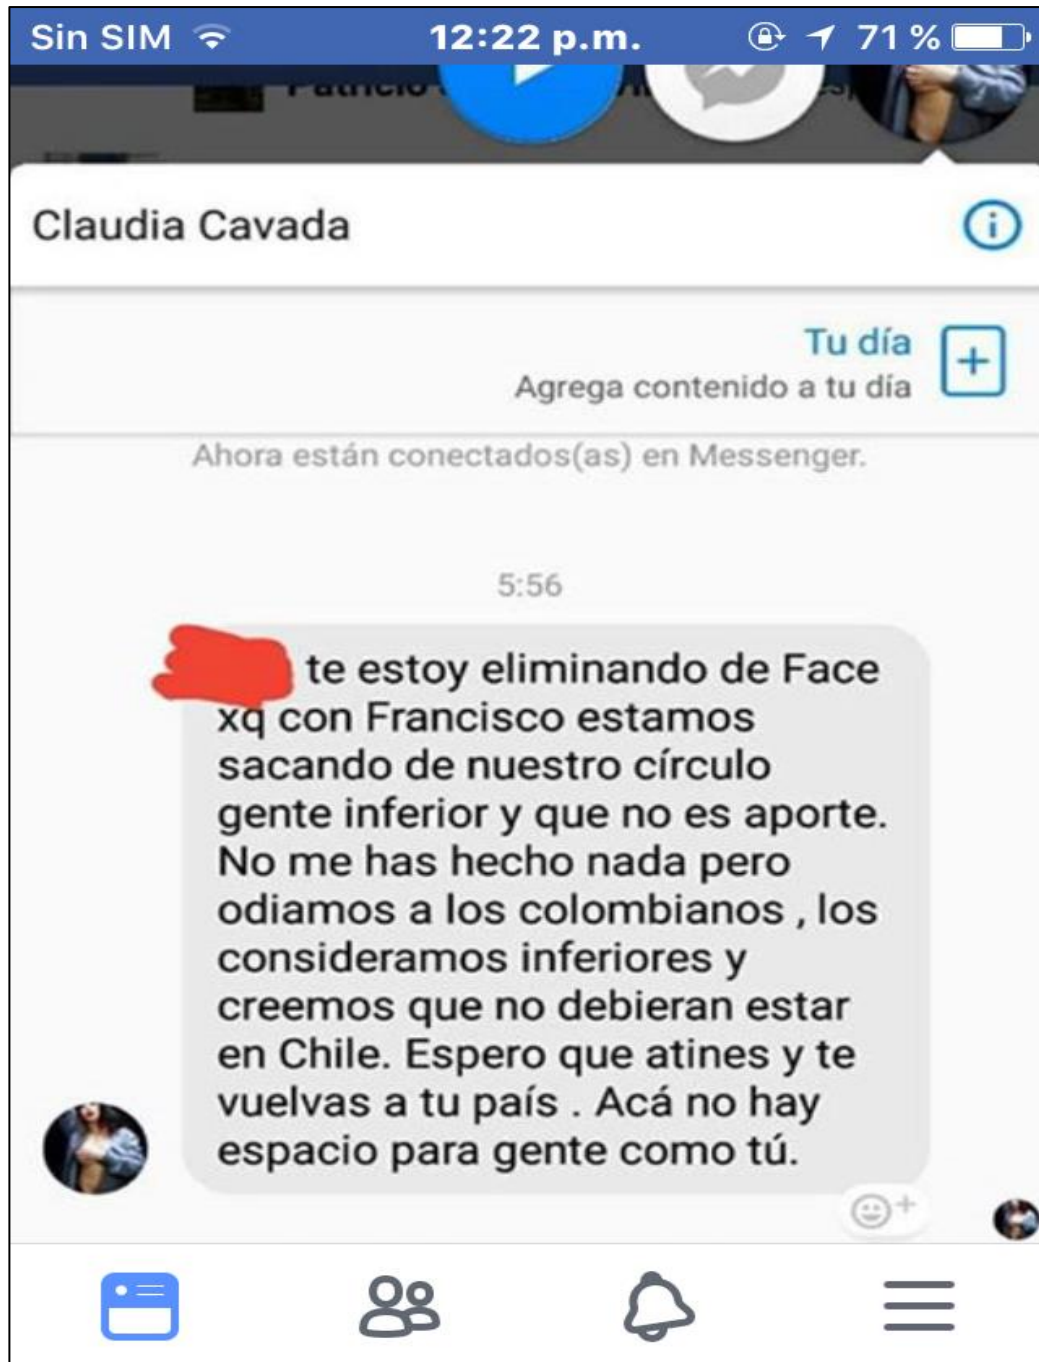 Sin SIM 12:22 p.m. 71 %
Patricio
Claudia Cavada
Tu día
Agrega contenido a tu día
Ahora están conectados(as) en Messenger.
5:56
te estoy eliminando de Face
xq con Francisco estamos
sacando de nuestro círculo
gente inferior y que no es aporte.
No me has hecho nada pero
odiamos a los colombianos , los
consideramos inferiores y
creemos que no debieran estar
en Chile. Espero que atines y te
vuelvas a tu país . Acá no hay
espacio para gente como tú.